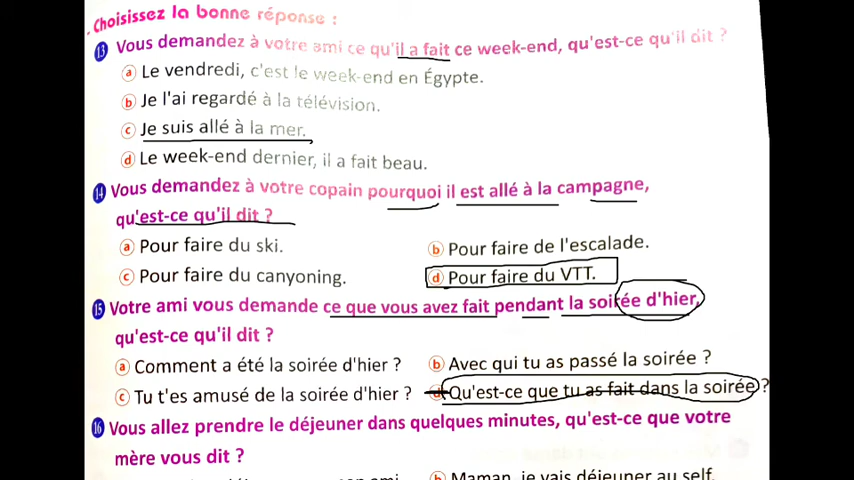 Choisissez la bonne réponse :
13 Vous demandez à votre ami ce qu'il a fait ce week-end, qu'est-ce qu'il dit ?
a Le vendredi, c'est le week-end en Égypte.
b Je l'ai regardé à la télévision.
c Je suis allé à la mer.
d Le week-end dernier, il a fait beau.
14 Vous demandez à votre copain pourquoi il est allé à la campagne,
qu'est-ce qu'il dit ?
a Pour faire du ski. b Pour faire de l'escalade.
c Pour faire du canyoning. d Pour faire du VTT.
15 Votre ami vous demande ce que vous avez fait pendant la soirée d'hier,
qu'est-ce qu'il dit ?
a Comment a été la soirée d'hier ? b Avec qui tu as passé la soirée ?
c Tu t'es amusé de la soirée d'hier ? d Qu'est-ce que tu as fait dans la soirée ?
16 Vous allez prendre le déjeuner dans quelques minutes, qu'est-ce que votre
mère vous dit ?
b Maman, je vais déjeuner au self.